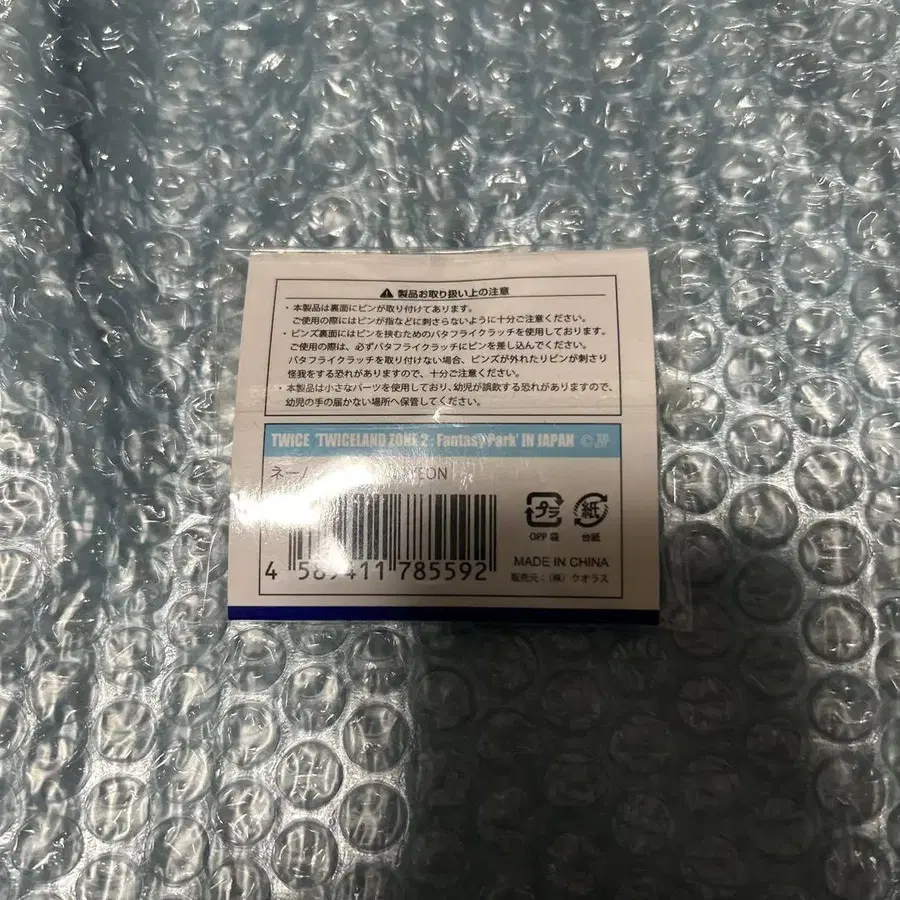 ⚠ 製品お取り扱い上の注意
・本製品は裏面にピンが取り付けてあります。
ご使用の際にはピンが指などに刺さらないように十分ご注意ください。
・ピンズ裏面にはピンを挟むためのバタフライクラッチを使用しております。
ご使用の際は、必ずバタフライクラッチにピンを差し込んでください。
バタフライクラッチを取り付けない場合、ピンズが外れたりピンが刺さり
怪我をする恐れがありますので、十分ご注意ください。
・本製品は小さなパーツを使用しており、幼児が誤飲する恐れがありますので、
幼児の手の届かない場所へ保管してください。
TWICE 'TWICELAND ZONE 2 : Fantasy Park' IN JAPAN ©JP
ネー YEON
プラ 紙
OPP 袋 台紙
4 589411 785592
MADE IN CHINA
販売元：(株) クオラス